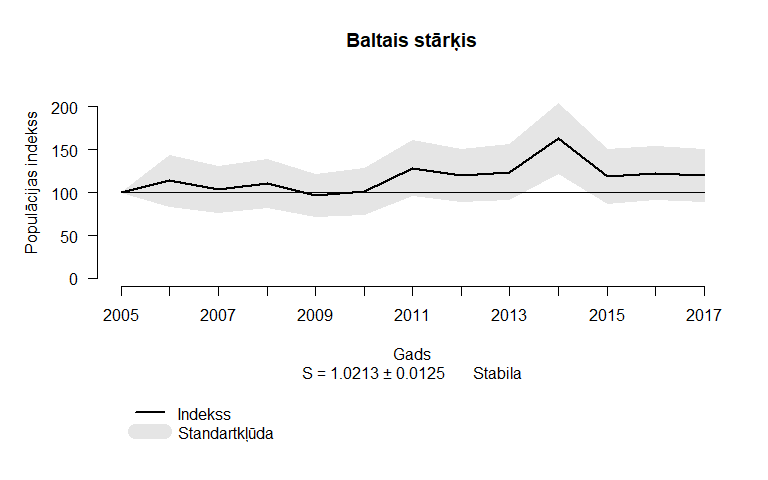 Baltais stārķis
Populācijas indekss
200
150
100
50
0
2005 2007 2009 2011 2013 2015 2017
Gads
S = 1.0213 ± 0.0125 Stabila
Indekss
Standartkļūda